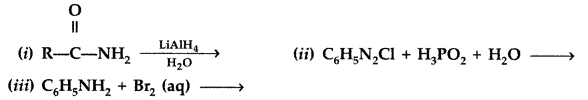 O
||
(i) R—C—NH₂ LiAlH₄ / H₂O ⟶ (ii) C₆H₅N₂Cl + H₃PO₂ + H₂O ⟶
(iii) C₆H₅NH₂ + Br₂ (aq) ⟶